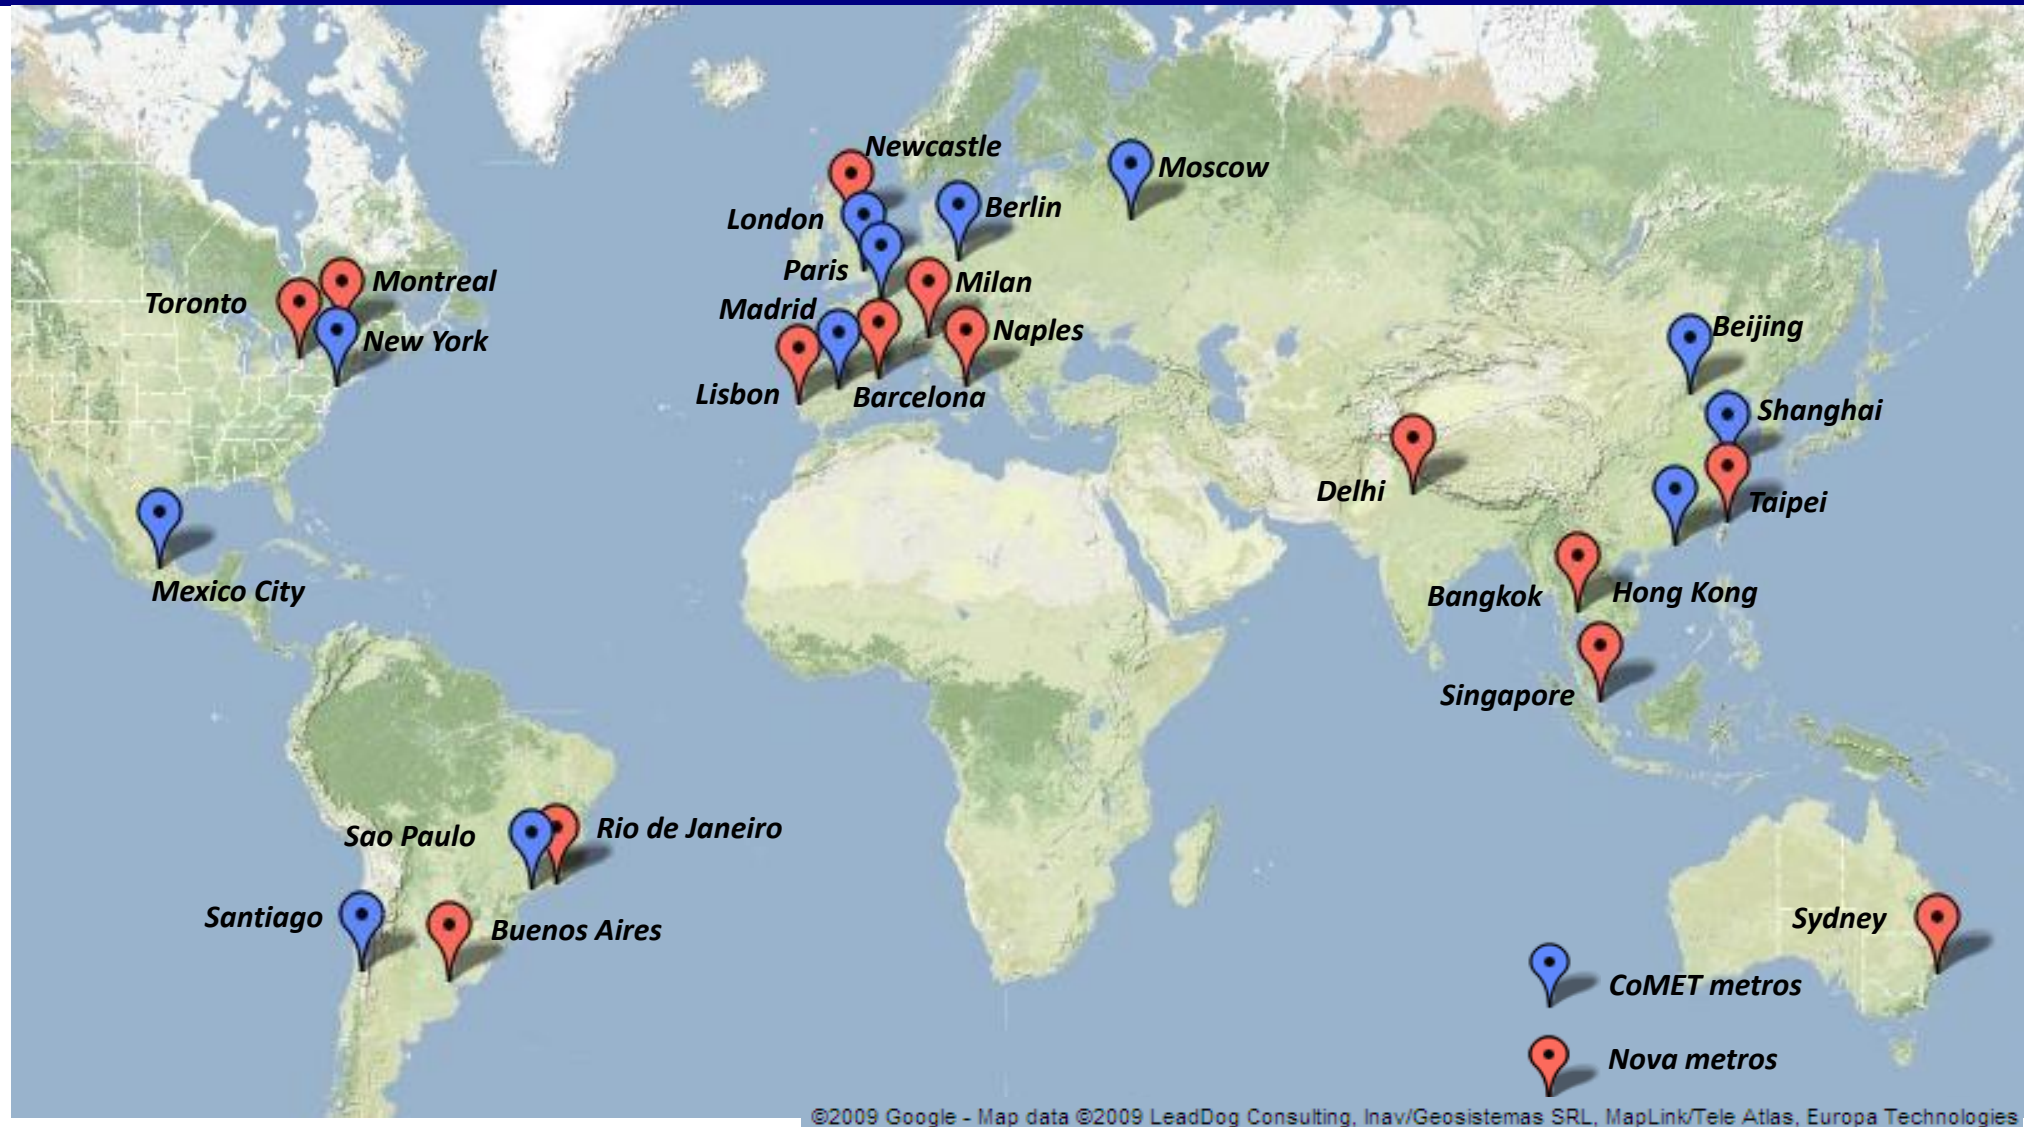 Newcastle
Moscow
London
Berlin
Paris
Montreal
Milan
Toronto
Madrid
New York
Naples
Beijing
Lisbon
Barcelona
Shanghai
Delhi
Taipei
Mexico City
Bangkok
Hong Kong
Singapore
Sao Paulo
Rio de Janeiro
Santiago
Buenos Aires
Sydney
CoMET metros
Nova metros
©2009 Google - Map data ©2009 LeadDog Consulting, Inav/Geosistemas SRL, MapLink/Tele Atlas, Europa Technologies